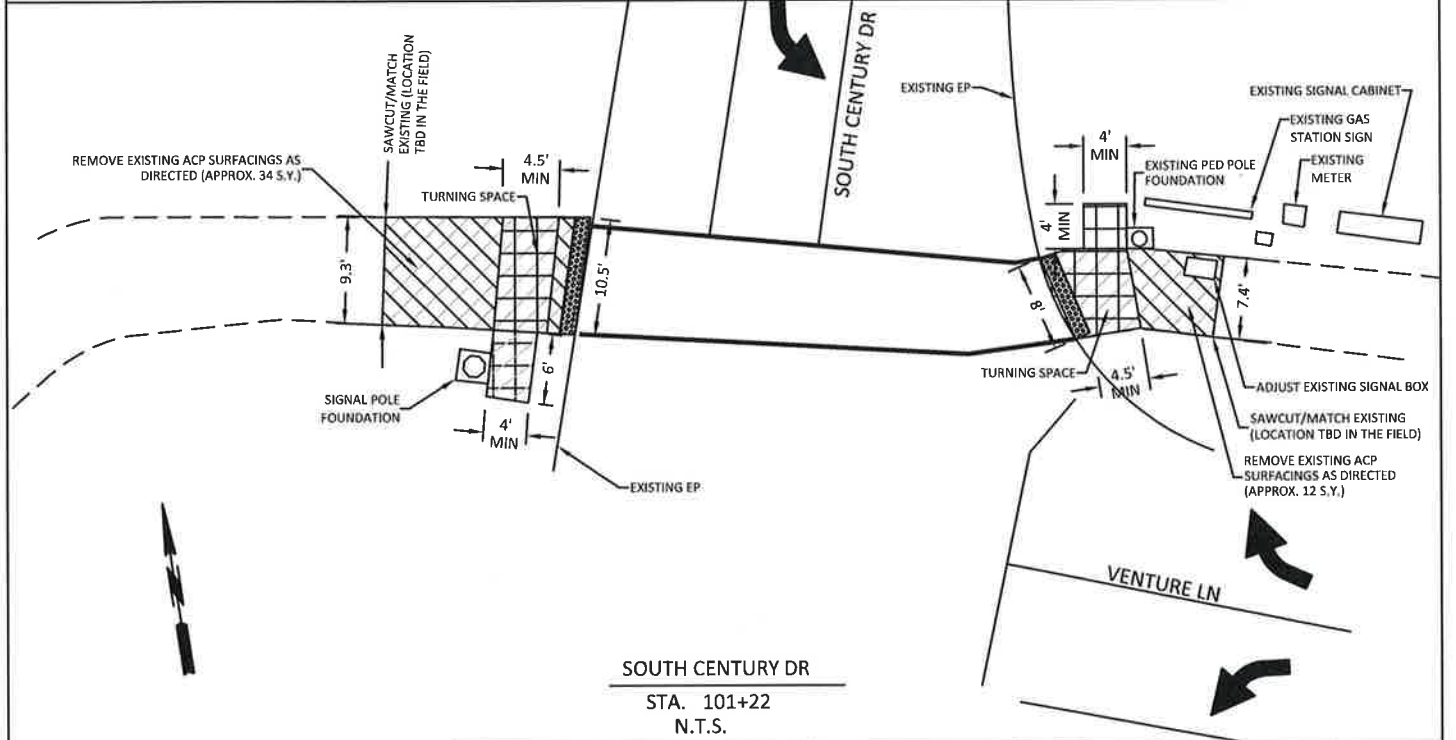 SAWCUT/MATCH
EXISTING (LOCATION
TBD IN THE FIELD)
REMOVE EXISTING ACP SURFACINGS AS
DIRECTED (APPROX. 34 S.Y.)
4.5'
MIN
TURNING SPACE
9.3'
10.5'
6'
SIGNAL POLE
FOUNDATION
4'
MIN
EXISTING EP
SOUTH CENTURY DR
EXISTING EP
4'
MIN
4'
MIN
EXISTING PED POLE
FOUNDATION
EXISTING SIGNAL CABINET
EXISTING GAS
STATION SIGN
EXISTING
METER
8'
7.4'
TURNING SPACE
4.5'
MIN
ADJUST EXISTING SIGNAL BOX
SAWCUT/MATCH EXISTING
(LOCATION TBD IN THE FIELD)
REMOVE EXISTING ACP
SURFACINGS AS DIRECTED
(APPROX. 12 S.Y.)
VENTURE LN
N
SOUTH CENTURY DR
STA. 101+22
N.T.S.